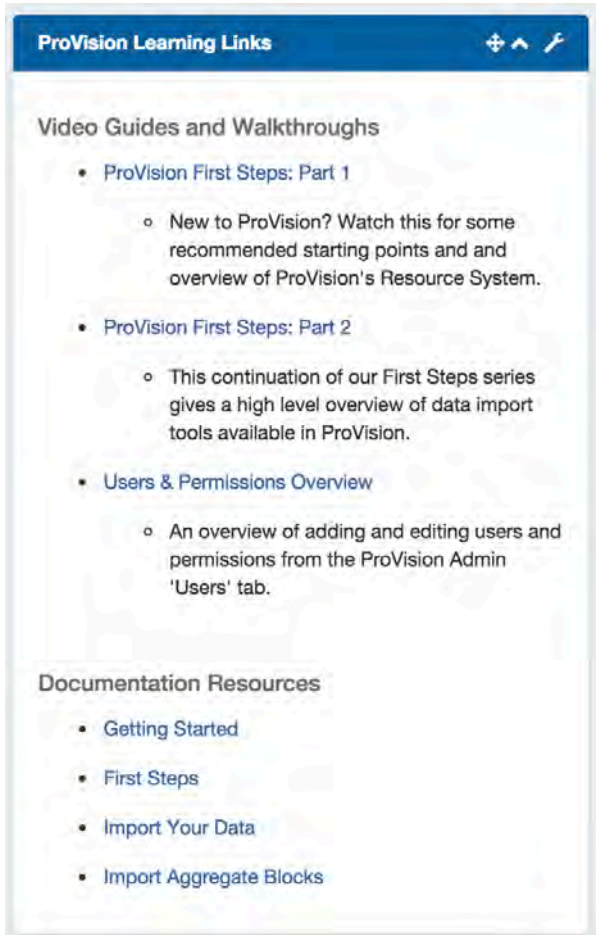 ProVision Learning Links
Video Guides and Walkthroughs
ProVision First Steps: Part 1
New to ProVision? Watch this for some
recommended starting points and and
overview of ProVision's Resource System.
ProVision First Steps: Part 2
This continuation of our First Steps series
gives a high level overview of data import
tools available in ProVision.
Users & Permissions Overview
An overview of adding and editing users and
permissions from the ProVision Admin
'Users' tab.
Documentation Resources
Getting Started
First Steps
Import Your Data
Import Aggregate Blocks